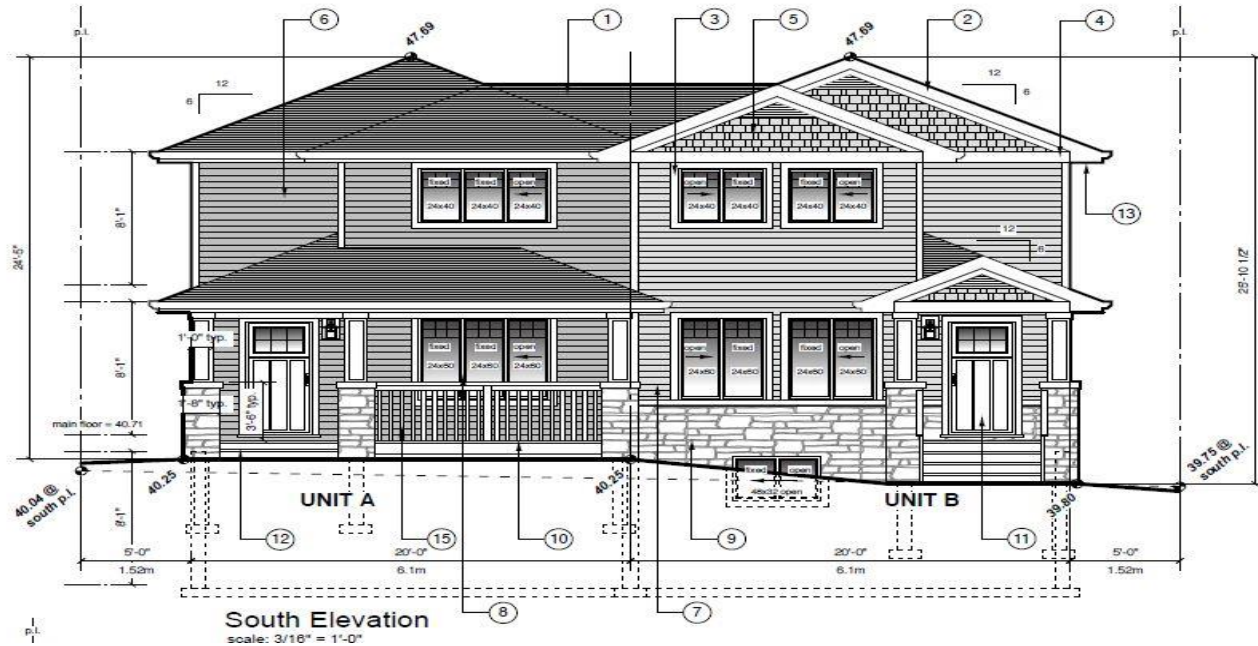 6
1
3
5
2
4
p.l.
47.69
47.69
p.l.
12
6
12
6
fixed
fixed
open
24x40
24x40
24x40
open
fixed
fixed
open
24x40
24x40
24x40
24x40
13
8'-1"
24'-5"
12
6
25'-10 1/2"
1'-0" typ.
fixed
fixed
open
24x60
24x60
24x60
open
fixed
fixed
open
24x60
24x60
24x60
24x60
8'-1"
1'-8" typ.
3'-6" typ.
main floor = 40.71
40.04 @
south p.l.
40.25
UNIT A
40.25
fixed
open
48x32 open
UNIT B
39.80
39.75 @
south p.l.
8'-1"
12
15
10
9
11
5'-0"
20'-0"
20'-0"
5'-0"
1.52m
6.1m
6.1m
1.52m
8
7
South Elevation
scale: 3/16" = 1'-0"
p.l.